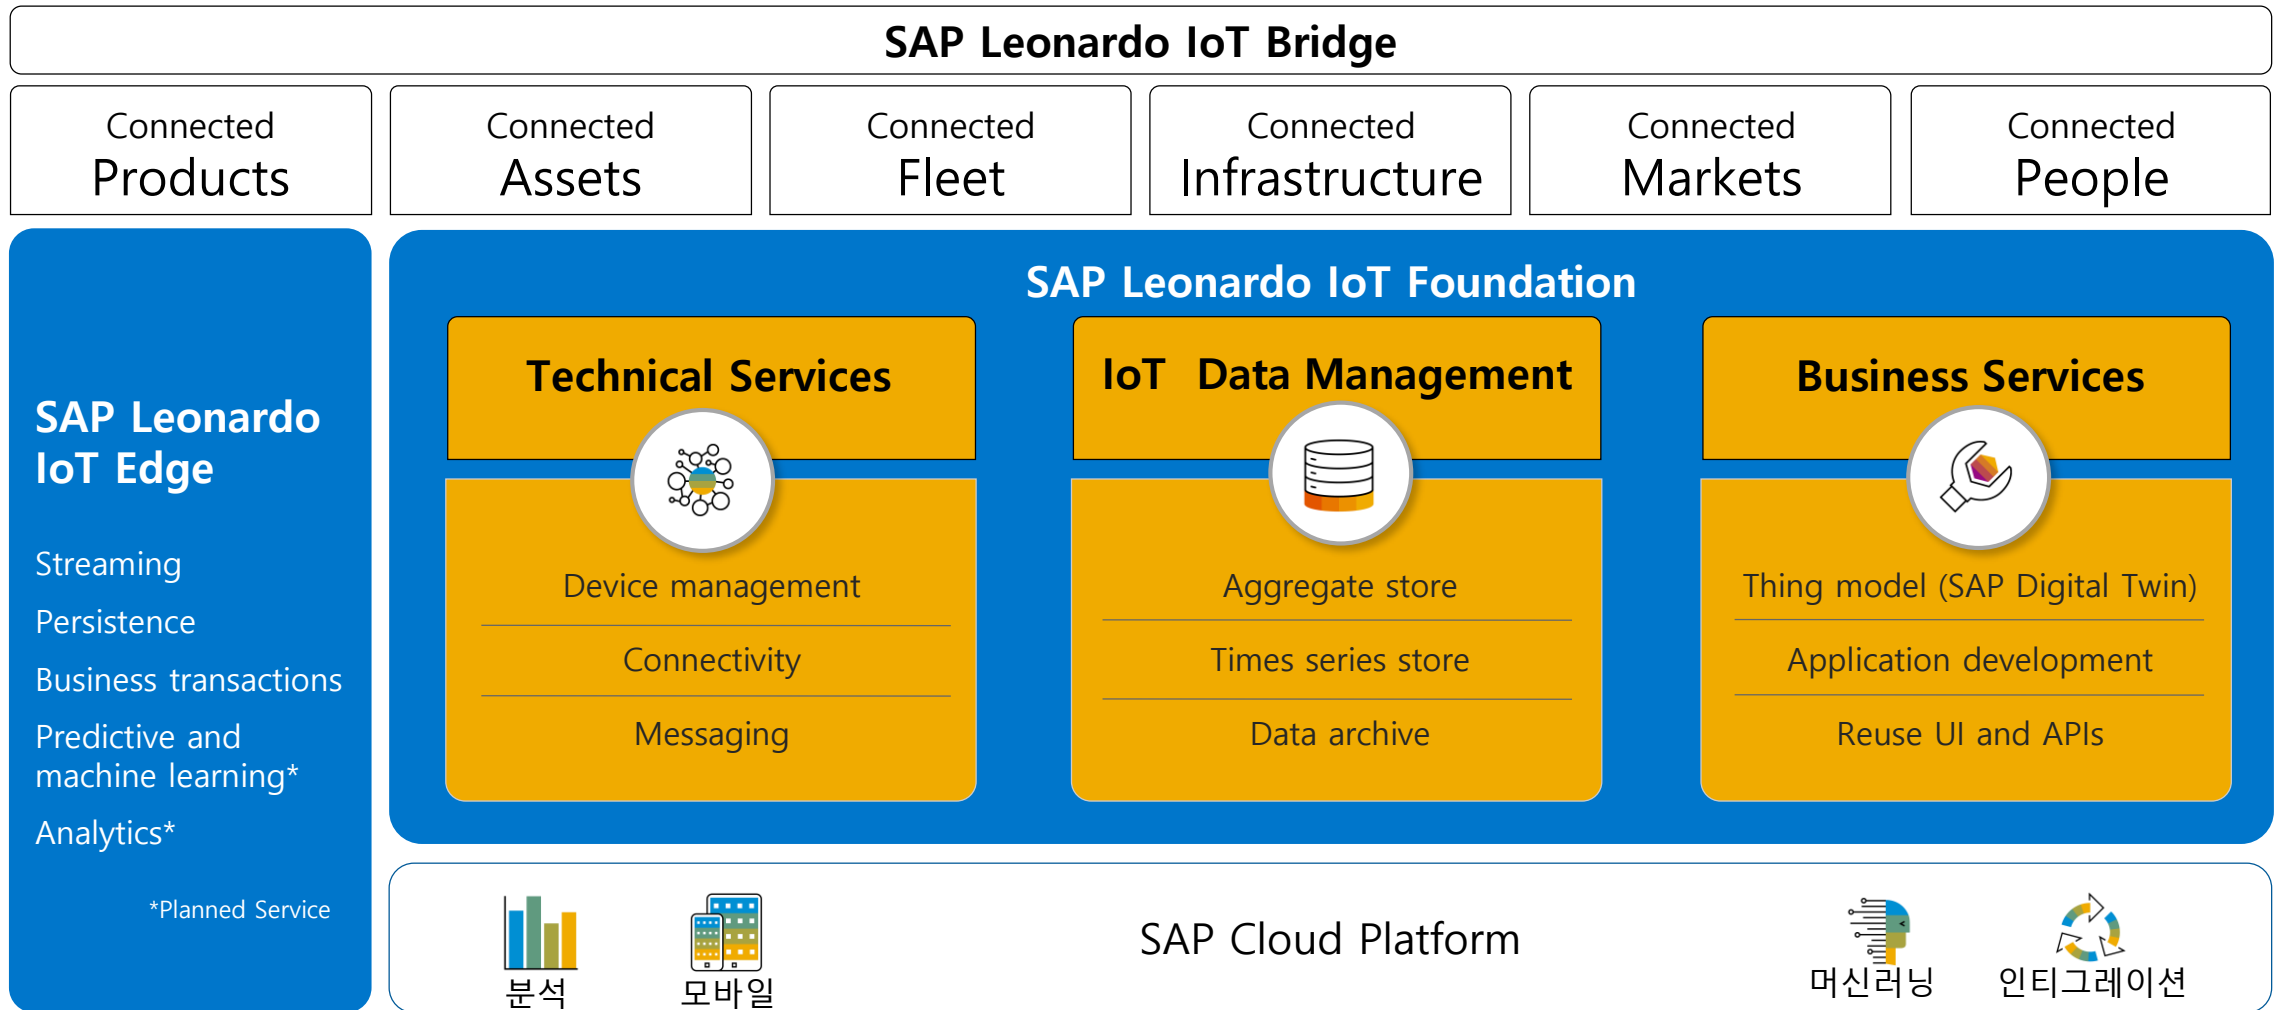 SAP Leonardo IoT Bridge
Connected
Products
Connected
Assets
Connected
Fleet
Connected
Infrastructure
Connected
Markets
Connected
People
SAP Leonardo
IoT Edge
Streaming
Persistence
Business transactions
Predictive and
machine learning*
Analytics*
*Planned Service
SAP Leonardo IoT Foundation
Technical Services
Device management
Connectivity
Messaging
IoT Data Management
Aggregate store
Times series store
Data archive
Business Services
Thing model (SAP Digital Twin)
Application development
Reuse UI and APIs
분석
모바일
SAP Cloud Platform
머신러닝
인티그레이션